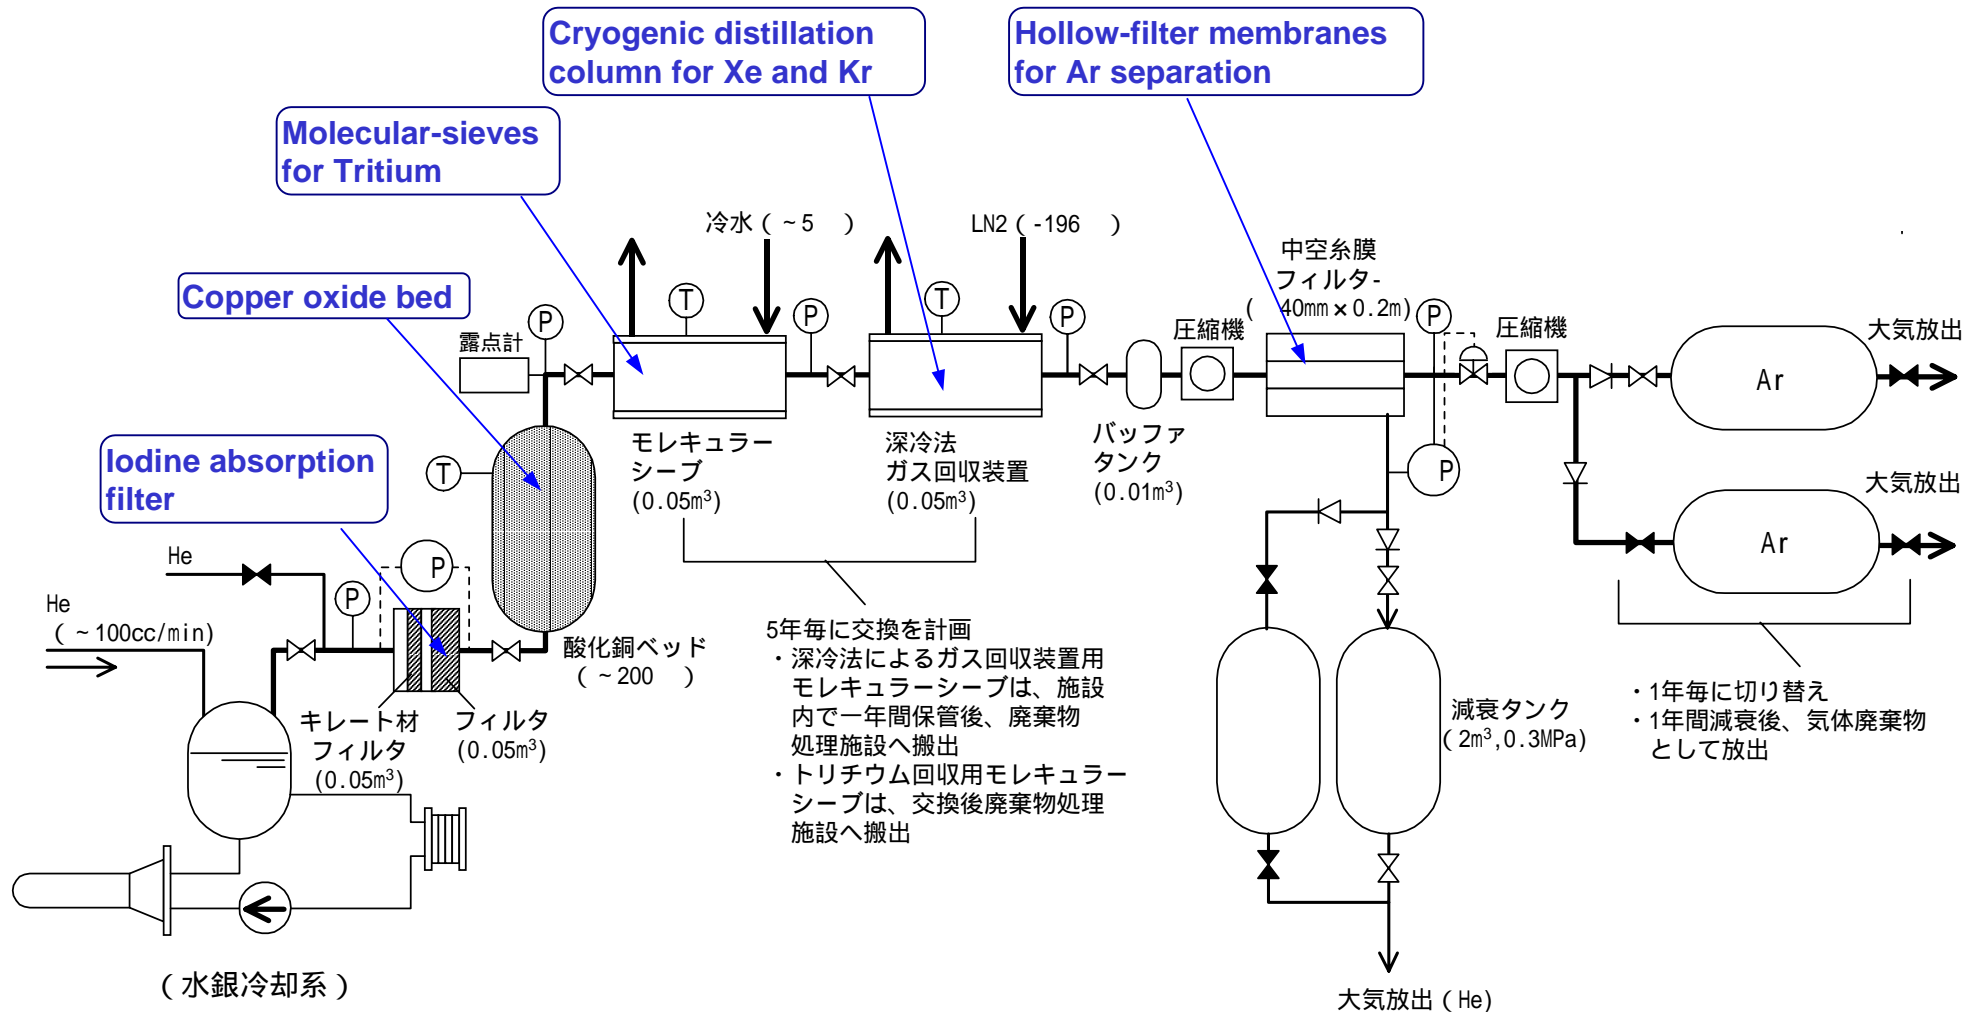 Cryogenic distillation
column for Xe and Kr
Hollow-filter membranes
for Ar separation
Molecular-sieves
for Tritium
Copper oxide bed
Iodine absorption
filter
冷水（~5　）
LN2（-196　）
中空糸膜
フィルタ-
(　40mm×0.2m)
T
P
T
P
P
P
P
露点計
圧縮機
圧縮機
大気放出
Ar
T
モレキュラー
シーブ
(0.05m³)
深冷法
ガス回収装置
(0.05m³)
バッファ
タンク
(0.01m³)
P
大気放出
Ar
He
P
P
He
(~100cc/min)
酸化銅ベッド
（~200　）
キレート材
フィルタ
(0.05m³)
フィルタ
(0.05m³)
5年毎に交換を計画
・深冷法によるガス回収装置用
モレキュラーシーブは、施設
内で一年間保管後、廃棄物
処理施設へ搬出
・トリチウム回収用モレキュラー
シーブは、交換後廃棄物処理
施設へ搬出
減衰タンク
(2m³,0.3MPa)
・1年毎に切り替え
・1年間減衰後、気体廃棄物
として放出
（水銀冷却系）
大気放出（He)